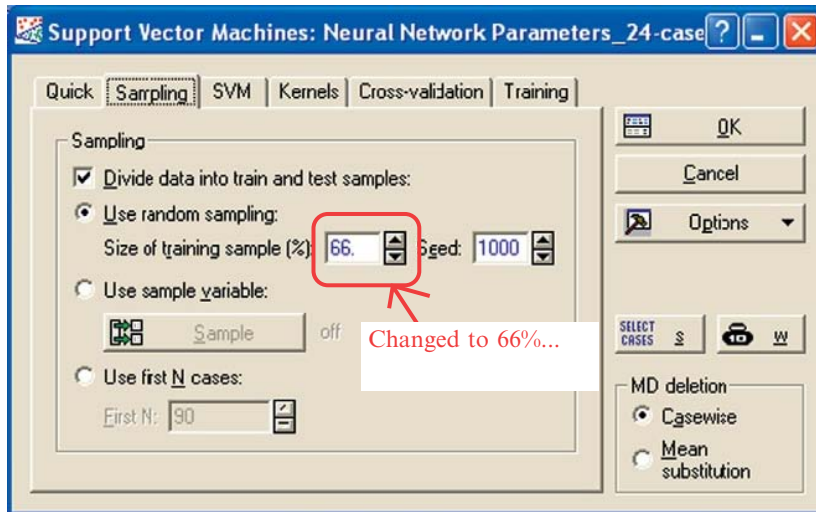 Support Vector Machines: Neural Network Parameters_24-case
Quick Sampling SVM Kernels Cross-validation Training
Sampling
Divide data into train and test samples:
Use random sampling:
Size of training sample (%): 66. Seed: 1000
Use sample variable:
Sample off
Changed to 66%...
Use first N cases:
First N: 90
OK
Cancel
Options
SELECT CASES S W
MD deletion
Casewise
Mean
substitution